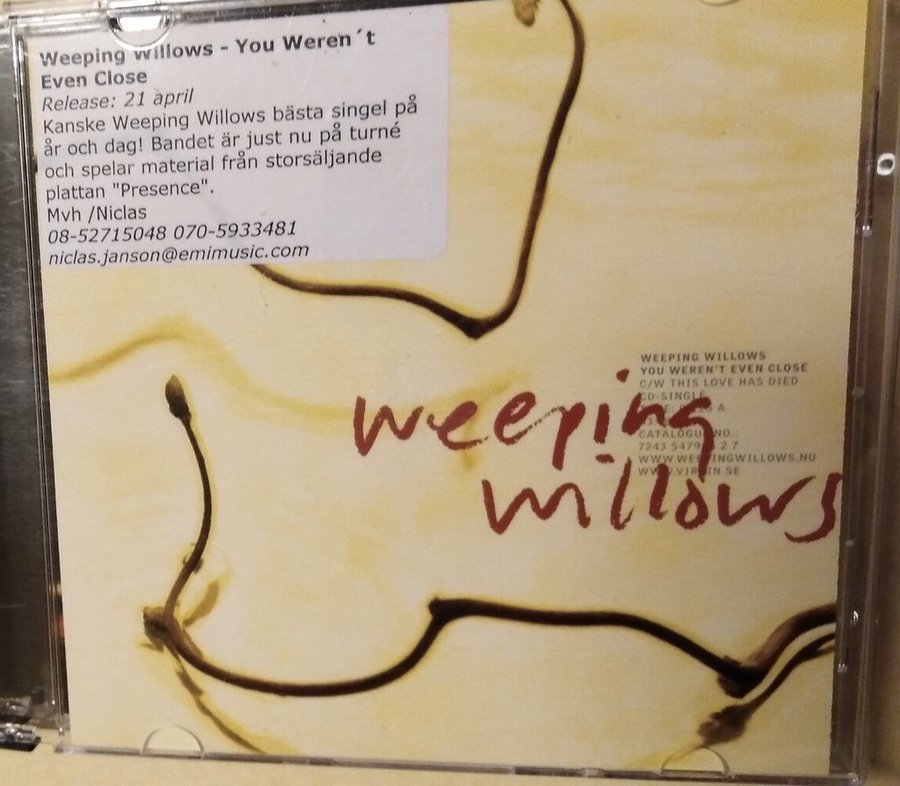 Weeping Willows - You Weren´t
Even Close
Release: 21 april
Kanske Weeping Willows bästa singel på
år och dag! Bandet är just nu på turné
och spelar material från storsäljande
plattan "Presence".
Mvh /Niclas
08-52715048 070-5933481
niclas.janson@emimusic.com
WEEPING WILLOWS
YOU WEREN'T EVEN CLOSE
C/W THIS LOVE HAS DIED
CD-SINGLE
A
CATALOGUE NO.:
7243 5479
WWW.WEEPINGWILLOWS.NU
WWW.VIRGIN.SE
weeping
willows